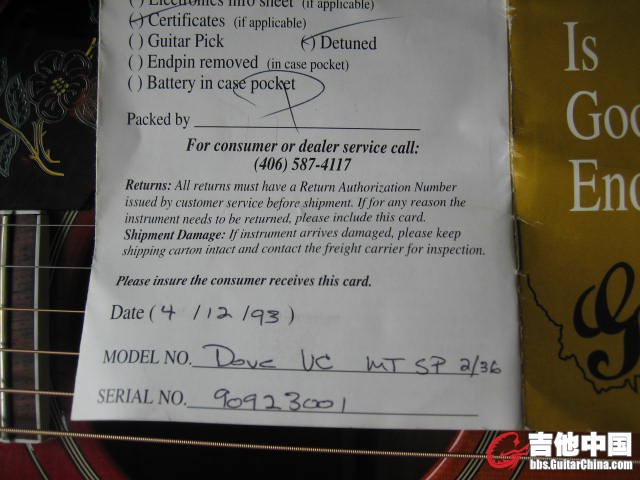 ( ) Electronics info sheet (if applicable)
(✓) Certificates (if applicable)
( ) Guitar Pick (✓) Detuned
( ) Endpin removed (in case pocket)
( ) Battery in case pocket
Packed by
For consumer or dealer service call:
(406) 587-4117
Returns: All returns must have a Return Authorization Number
issued by customer service before shipment. If for any reason the
instrument needs to be returned, please include this card.
Shipment Damage: If instrument arrives damaged, please keep
shipping carton intact and contact the freight carrier for inspection.
Please insure the consumer receives this card.
Date ( 4 / 12 / 93 )
MODEL NO. Dove VC MT SP 2/36
SERIAL NO. 90923001
Is
Goo
Eno
G
吉他中国
bbs.GuitarChina.com